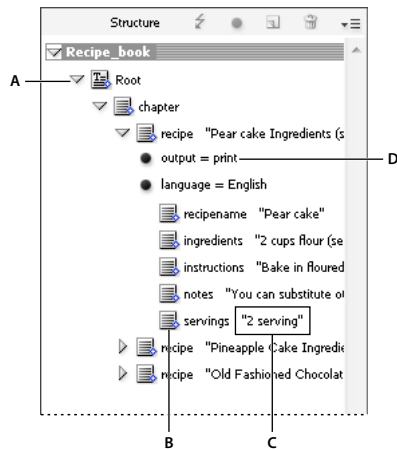 Structure
Recipe_book
A
Root
chapter
recipe "Pear cake Ingredients (s
output = print
D
language = English
recipename "Pear cake"
ingredients "2 cups flour (se
instructions "Bake in floured
notes "You can substitute o
servings "2 serving"
recipe "Pineapple Cake Ingredie
recipe "Old Fashioned Chocolat
B
C